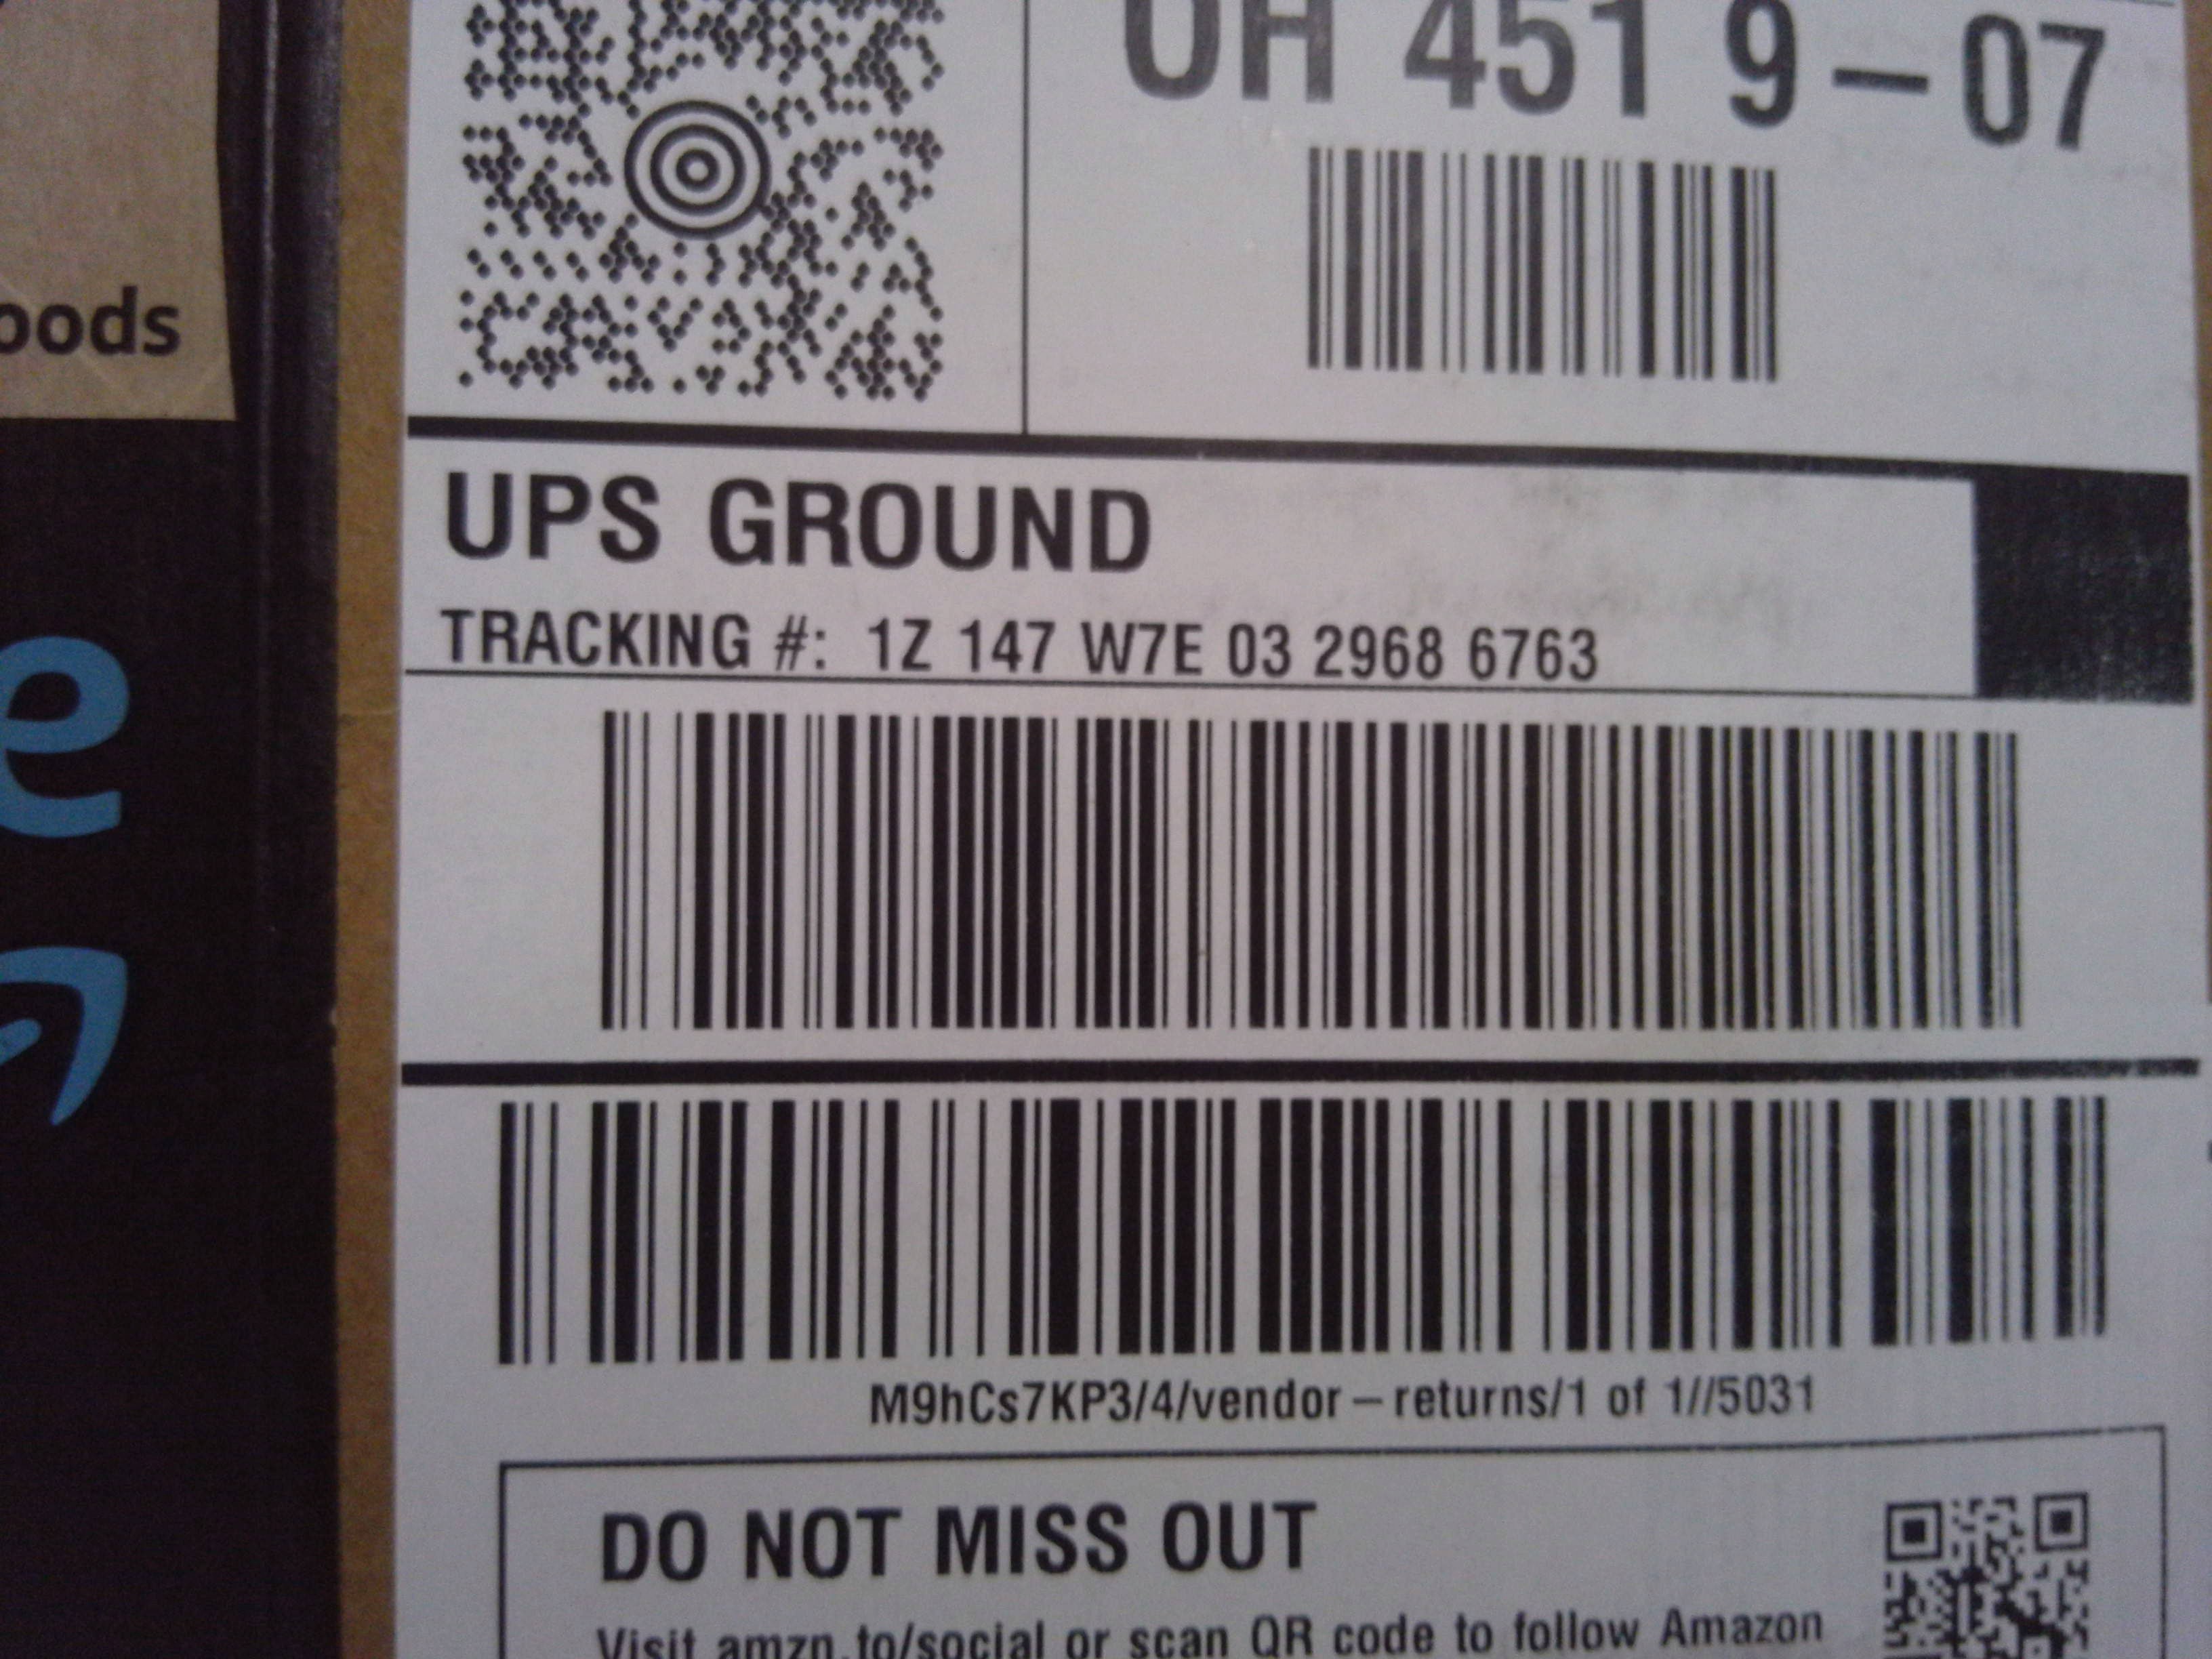 OH 451 9-07
oods
UPS GROUND
TRACKING #: 1Z 147 W7E 03 2968 6763
e
M9hCs7KP3/4/vendor-returns/1 of 1//5031
DO NOT MISS OUT
Visit amzn.to/social or scan QR code to follow Amazon